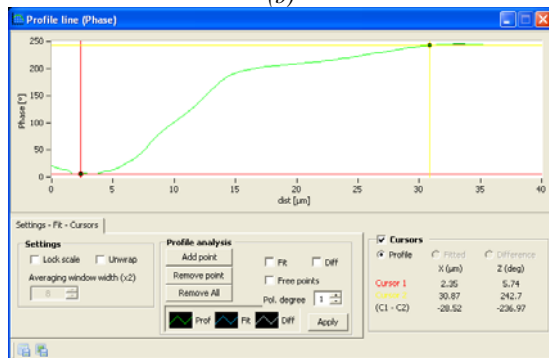 (b)
Profile line (Phase)
250
200
150
100
50
0
Phase [°]
0 5 10 15 20 25 30 35 40
dist [µm]
Settings - Fit - Cursors
Settings
Lock scale Unwrap
Averaging window width (x2)
8
Profile analysis
Add point
Remove point
Remove All
Fit Diff
Free points
Pol. degree 1
Prof Fit Diff
Apply
Cursors
Profile Fitted Difference
X (µm) Z (deg)
Cursor 1 2.35 5.74
30.87 242.7
(C1 - C2) -28.52 -236.97